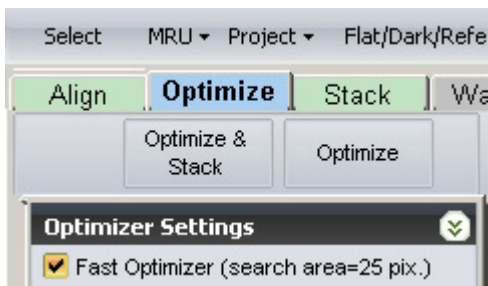 Select MRU Project Flat/Dark/Refe
Align Optimize Stack Wa
Optimize & Stack Optimize
Optimizer Settings
Fast Optimizer (search area=25 pix.)